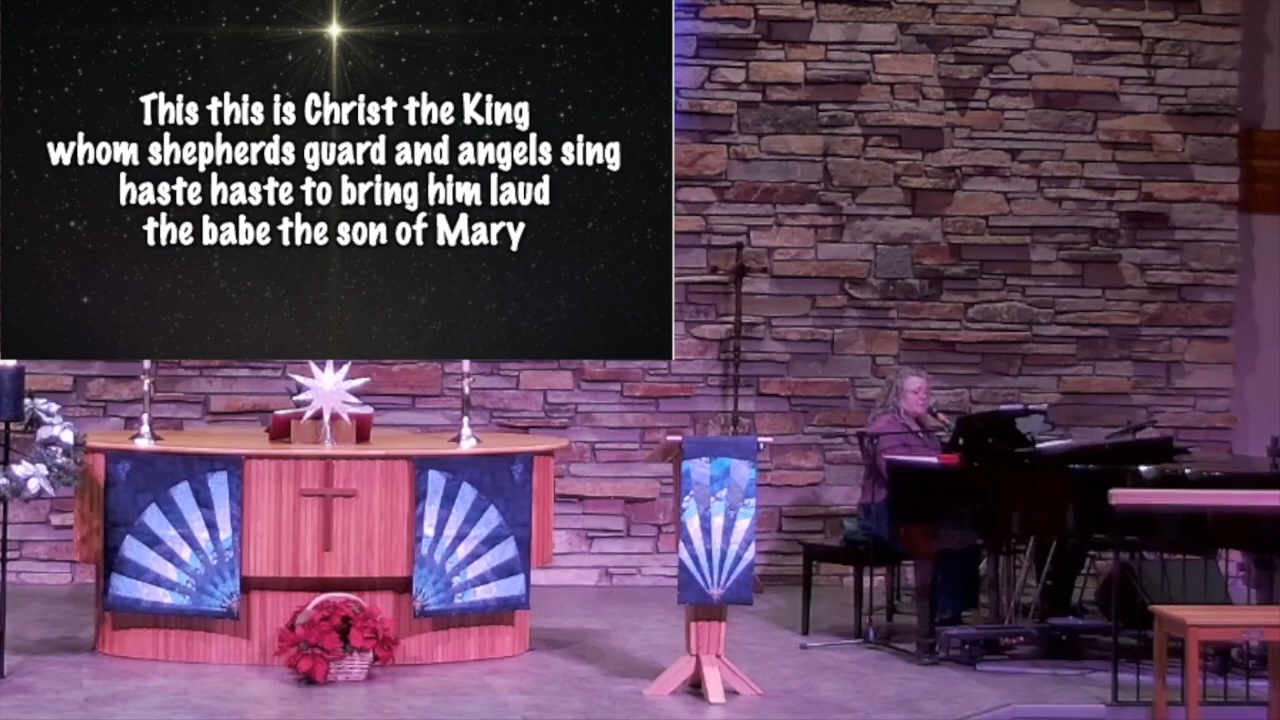 This this is Christ the King
whom shepherds guard and angels sing
haste haste to bring him laud
the babe the son of Mary